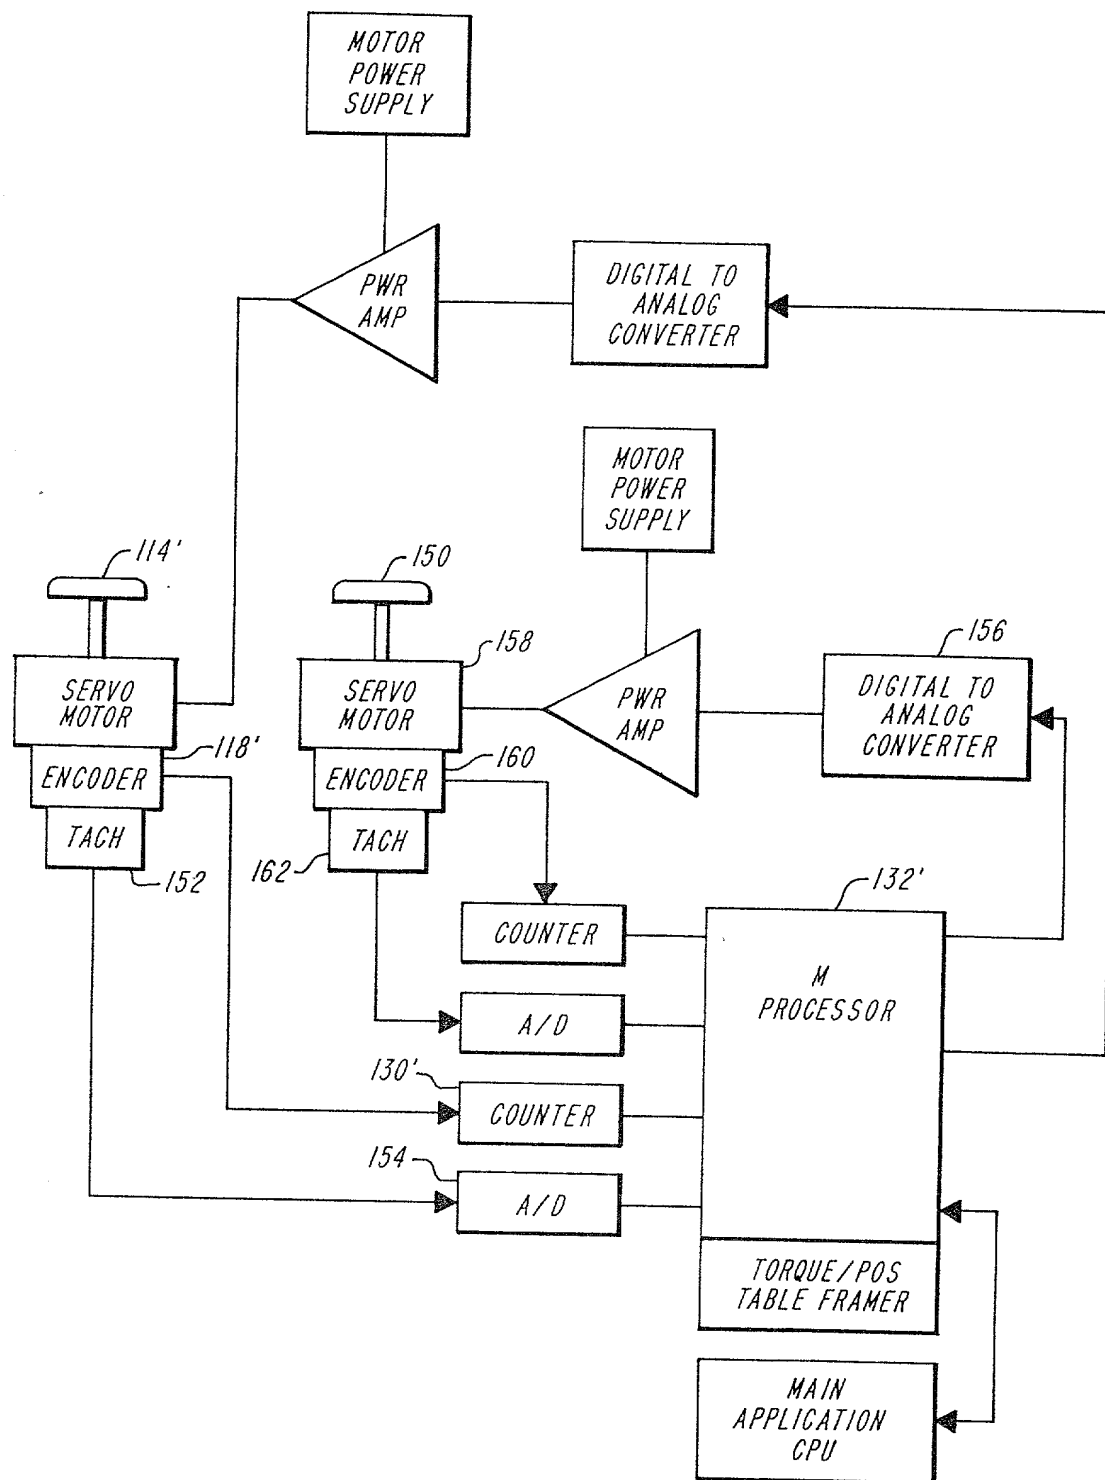 MOTOR
POWER
SUPPLY
PWR
AMP
DIGITAL TO
ANALOG
CONVERTER
MOTOR
POWER
SUPPLY
114'
150
158
156
SERVO
MOTOR
SERVO
MOTOR
PWR
AMP
DIGITAL TO
ANALOG
CONVERTER
118'
160
ENCODER
ENCODER
TACH
TACH
152
162
132'
COUNTER
M
PROCESSOR
A/D
130'
COUNTER
154
A/D
TORQUE/POS
TABLE FRAMER
MAIN
APPLICATION
CPU